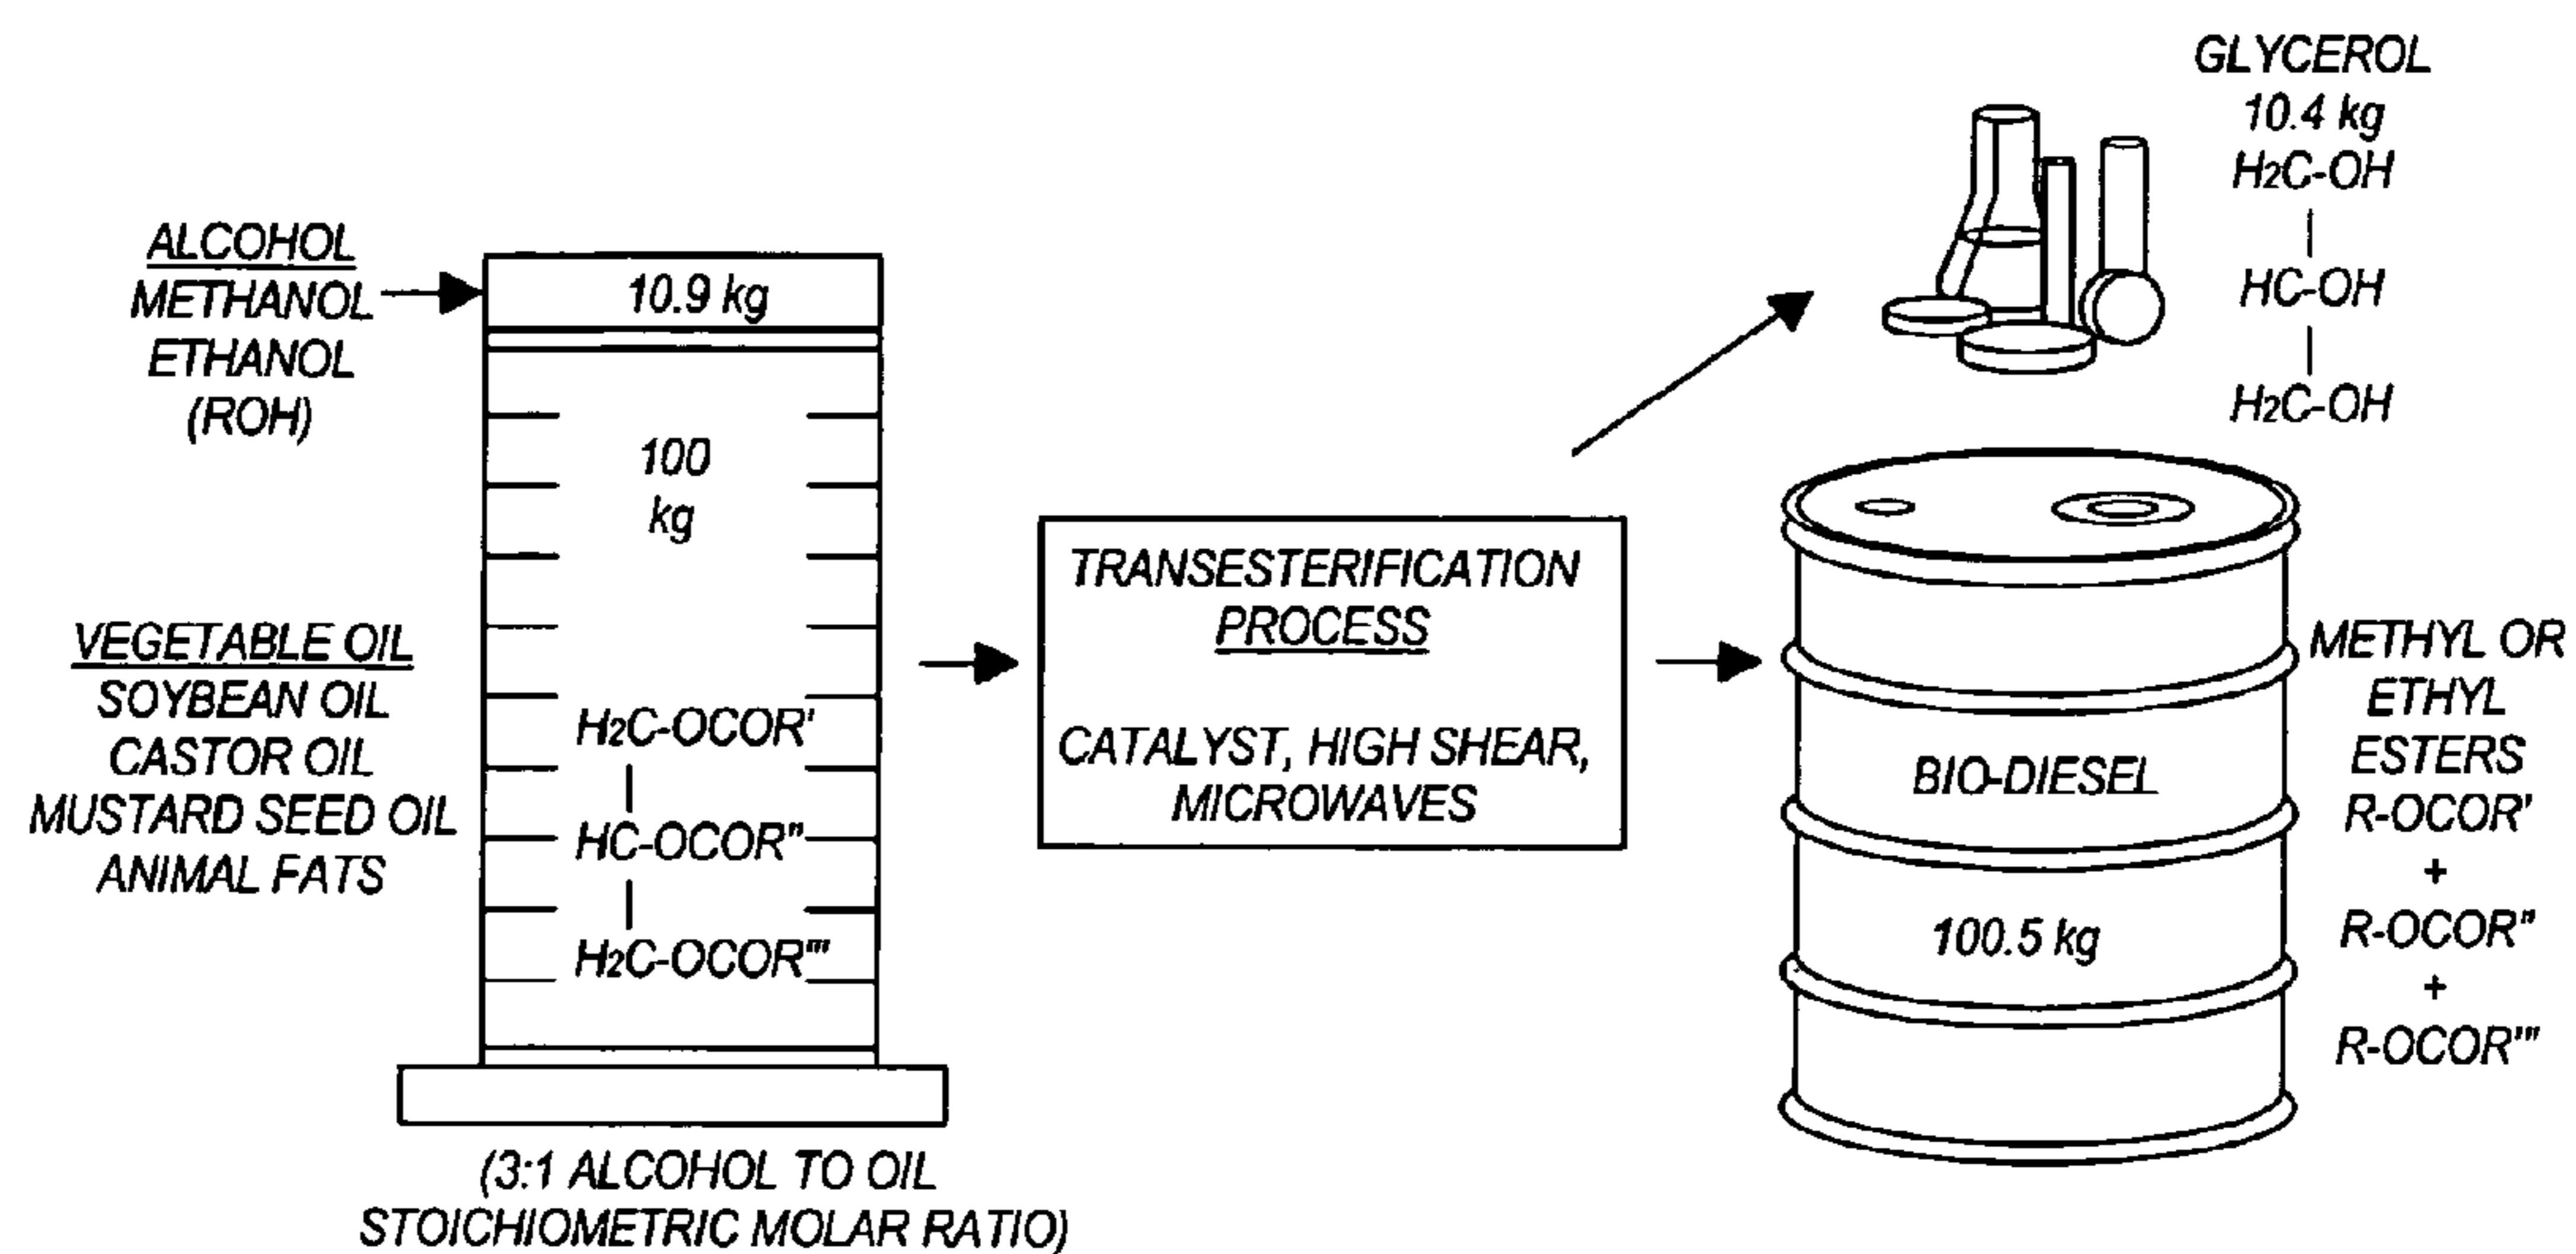 ALCOHOL
METHANOL
ETHANOL
(ROH)
10.9 kg
100
kg
VEGETABLE OIL
SOYBEAN OIL
CASTOR OIL
MUSTARD SEED OIL
ANIMAL FATS
H2C-OCOR'
HC-OCOR"
H2C-OCOR'"
(3:1 ALCOHOL TO OIL
STOICHIOMETRIC MOLAR RATIO)
TRANSESTERIFICATION
PROCESS
CATALYST, HIGH SHEAR,
MICROWAVES
GLYCEROL
10.4 kg
H2C-OH
HC-OH
H2C-OH
BIO-DIESEL
100.5 kg
METHYL OR
ETHYL
ESTERS
R-OCOR'
+
R-OCOR"
+
R-OCOR'"